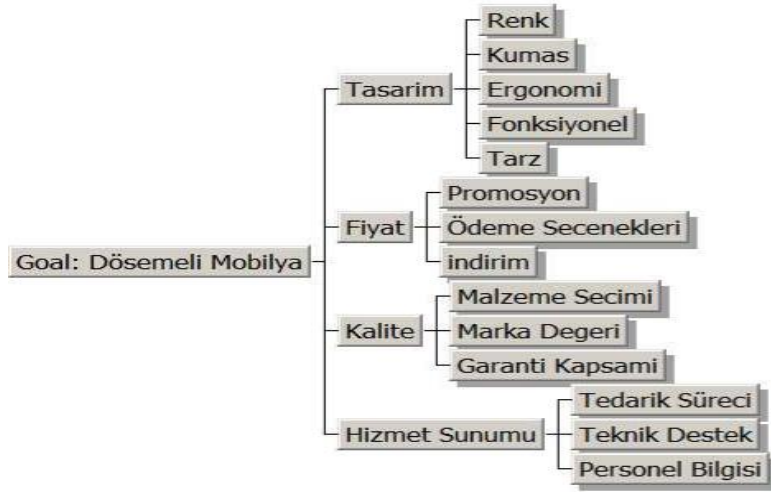 Goal: Dösemeli Mobilya
Tasarim
Renk
Kumas
Ergonomi
Fonksiyonel
Tarz
Fiyat
Promosyon
Ödeme Secenekleri
indirim
Kalite
Malzeme Secimi
Marka Degeri
Garanti Kapsami
Hizmet Sunumu
Tedarik Süreci
Teknik Destek
Personel Bilgisi